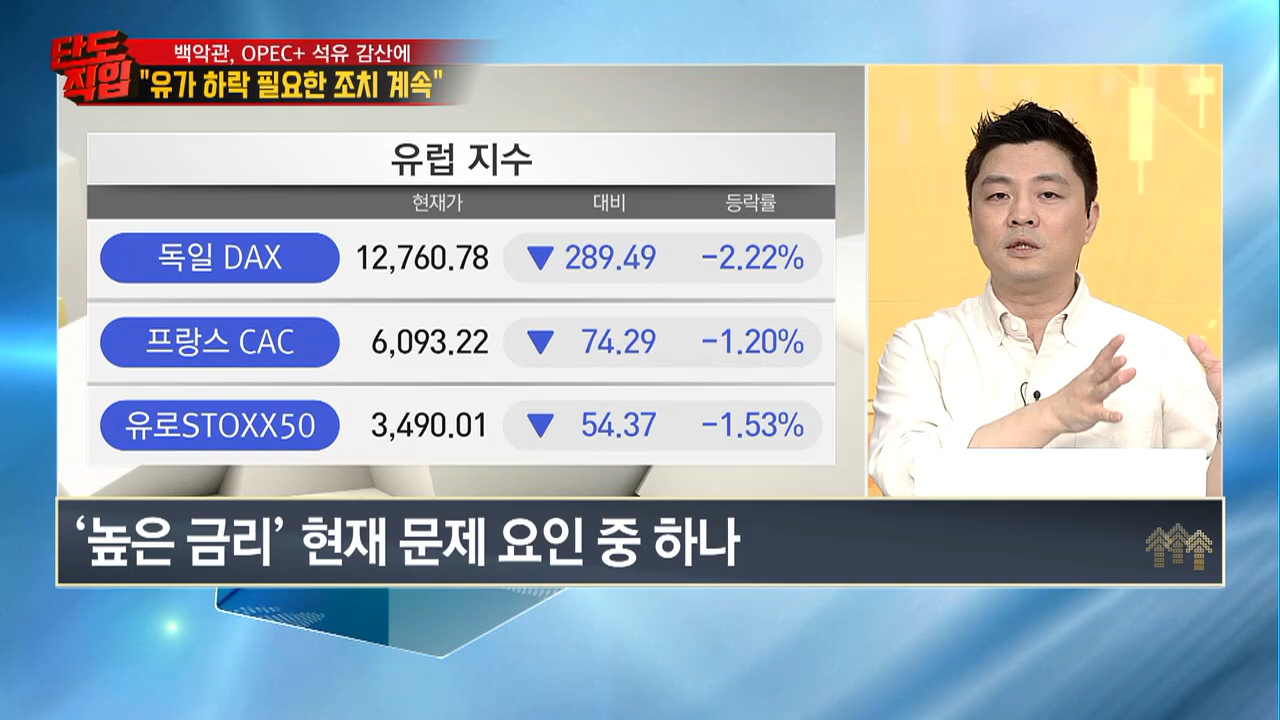 단도
직입
백악관, OPEC+ 석유 감산에
"유가 하락 필요한 조치 계속"
유럽 지수
현재가 대비 등락률
독일 DAX 12,760.78 ▼ 289.49 -2.22%
프랑스 CAC 6,093.22 ▼ 74.29 -1.20%
유로STOXX50 3,490.01 ▼ 54.37 -1.53%
‘높은 금리’ 현재 문제 요인 중 하나